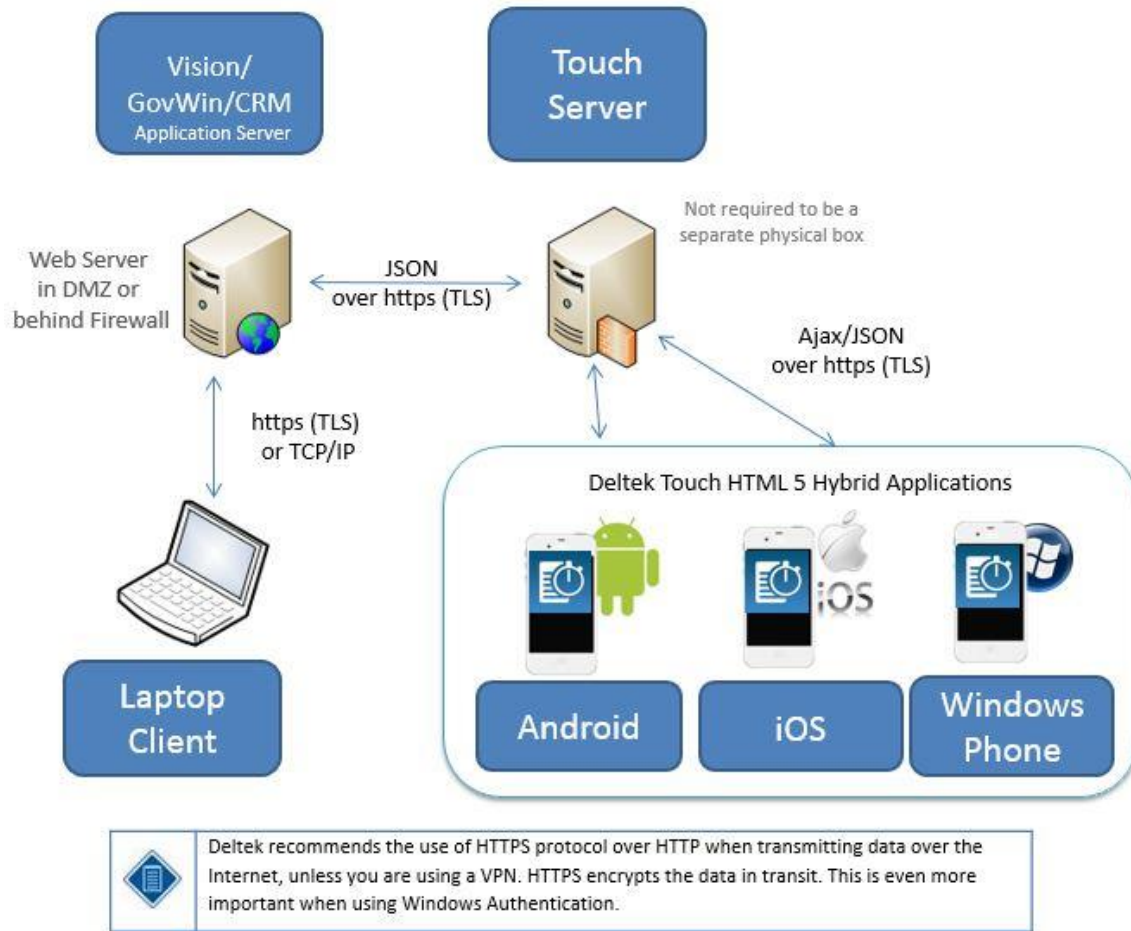 Vision/
GovWin/CRM
Application Server
Touch
Server
Not required to be a
separate physical box
Web Server
in DMZ or
behind Firewall
JSON
over https (TLS)
Ajax/JSON
over https (TLS)
https (TLS)
or TCP/IP
Deltek Touch HTML 5 Hybrid Applications
iOS
Laptop
Client
Android
iOS
Windows
Phone
Deltek recommends the use of HTTPS protocol over HTTP when transmitting data over the
Internet, unless you are using a VPN. HTTPS encrypts the data in transit. This is even more
important when using Windows Authentication.